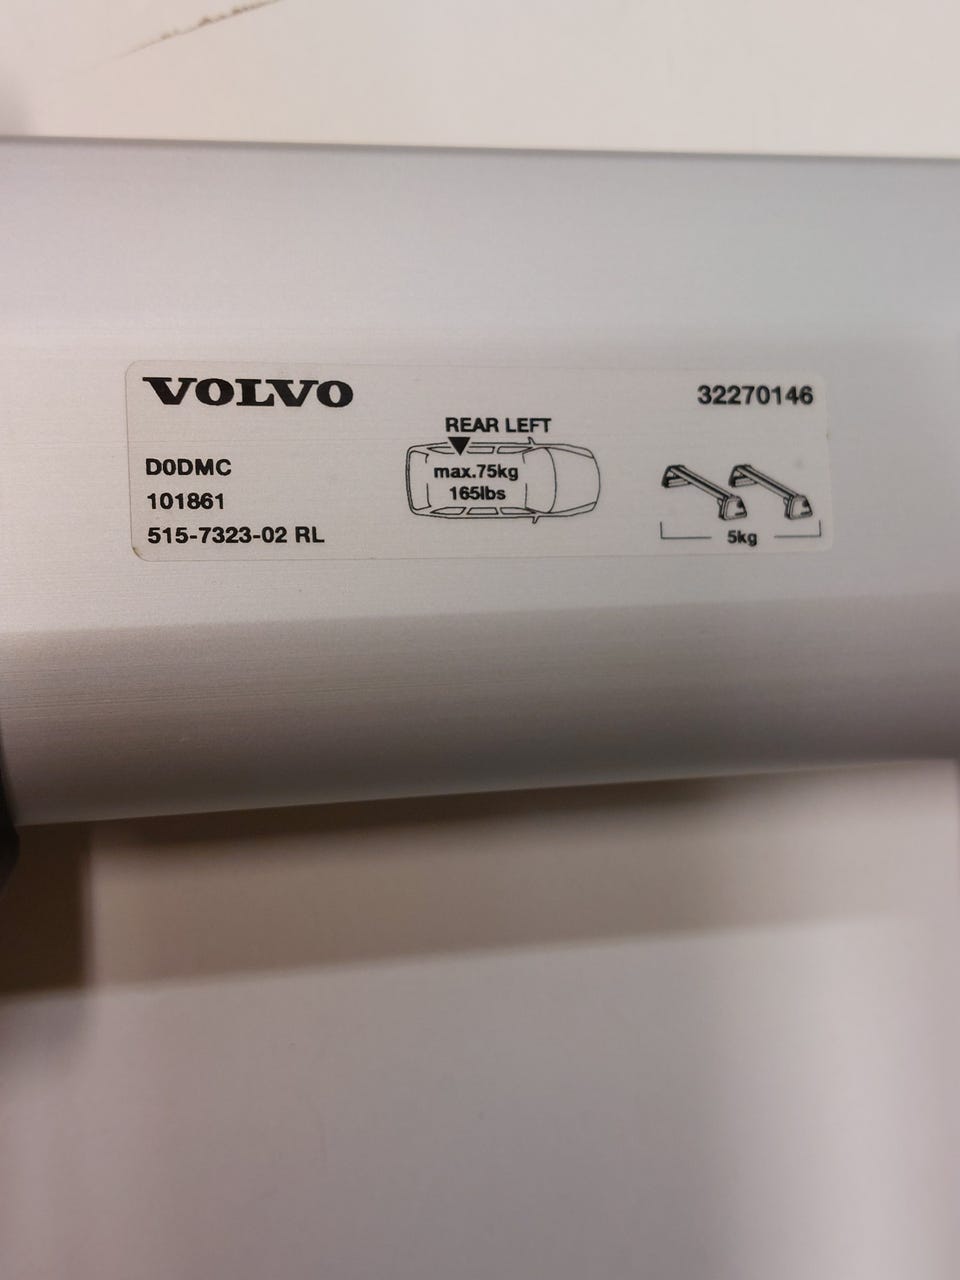 VOLVO
32270146
REAR LEFT
D0DMC
max.75kg
101861
165lbs
515-7323-02 RL
5kg